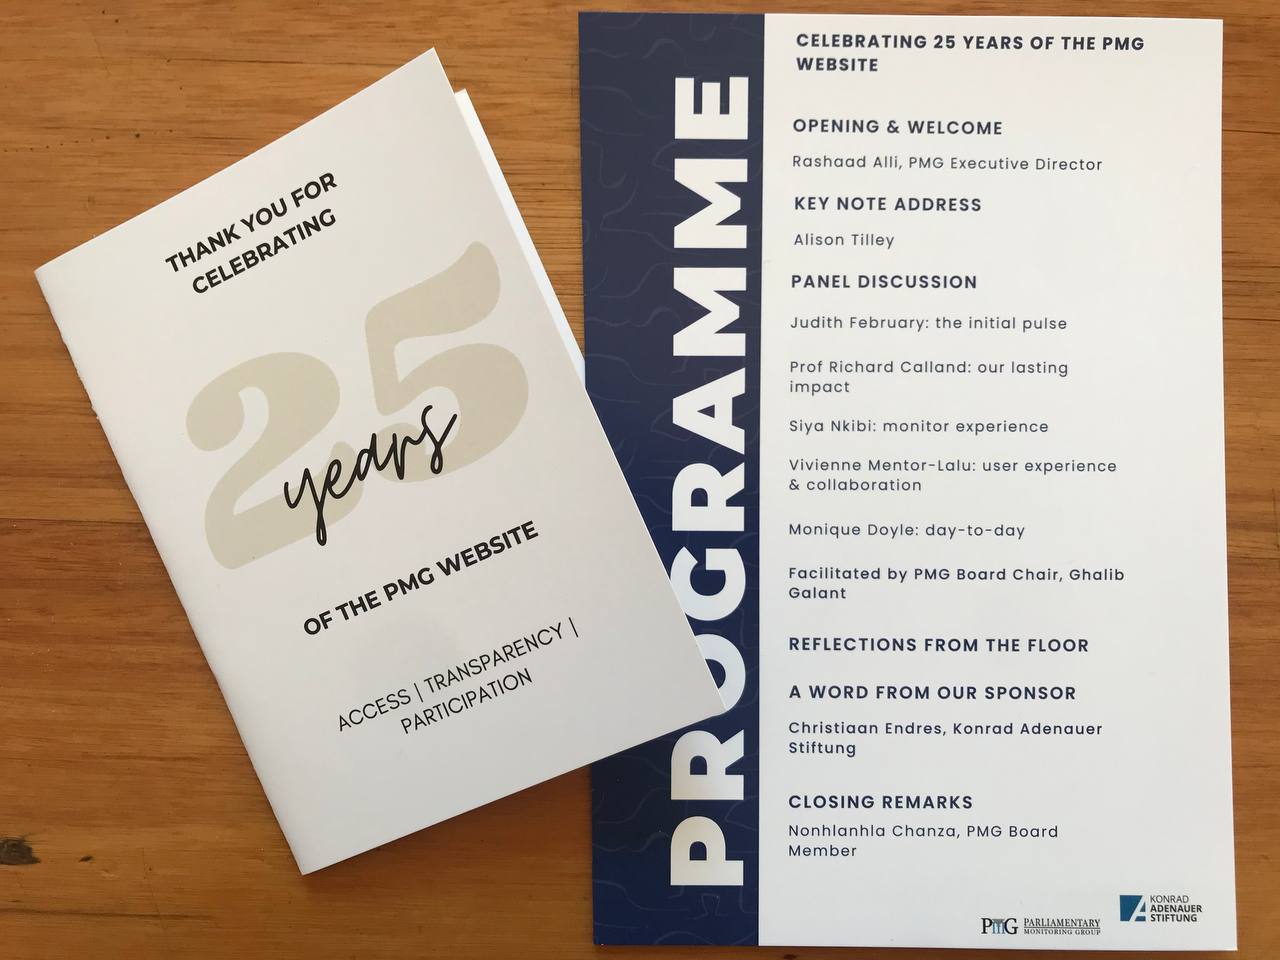 THANK YOU FOR
CELEBRATING
25
years
OF THE PMG WEBSITE
ACCESS | TRANSPARENCY |
PARTICIPATION
PROGRAMME
CELEBRATING 25 YEARS OF THE PMG
WEBSITE
OPENING & WELCOME
Rashaad Alli, PMG Executive Director
KEY NOTE ADDRESS
Alison Tilley
PANEL DISCUSSION
Judith February: the initial pulse
Prof Richard Calland: our lasting
impact
Siya Nkibi: monitor experience
Vivienne Mentor-Lalu: user experience
& collaboration
Monique Doyle: day-to-day
Facilitated by PMG Board Chair, Ghalib
Galant
REFLECTIONS FROM THE FLOOR
A WORD FROM OUR SPONSOR
Christiaan Endres, Konrad Adenauer
Stiftung
CLOSING REMARKS
Nonhlanhla Chanza, PMG Board
Member
PMG PARLIAMENTARY
MONITORING GROUP
KONRAD
ADENAUER
STIFTUNG